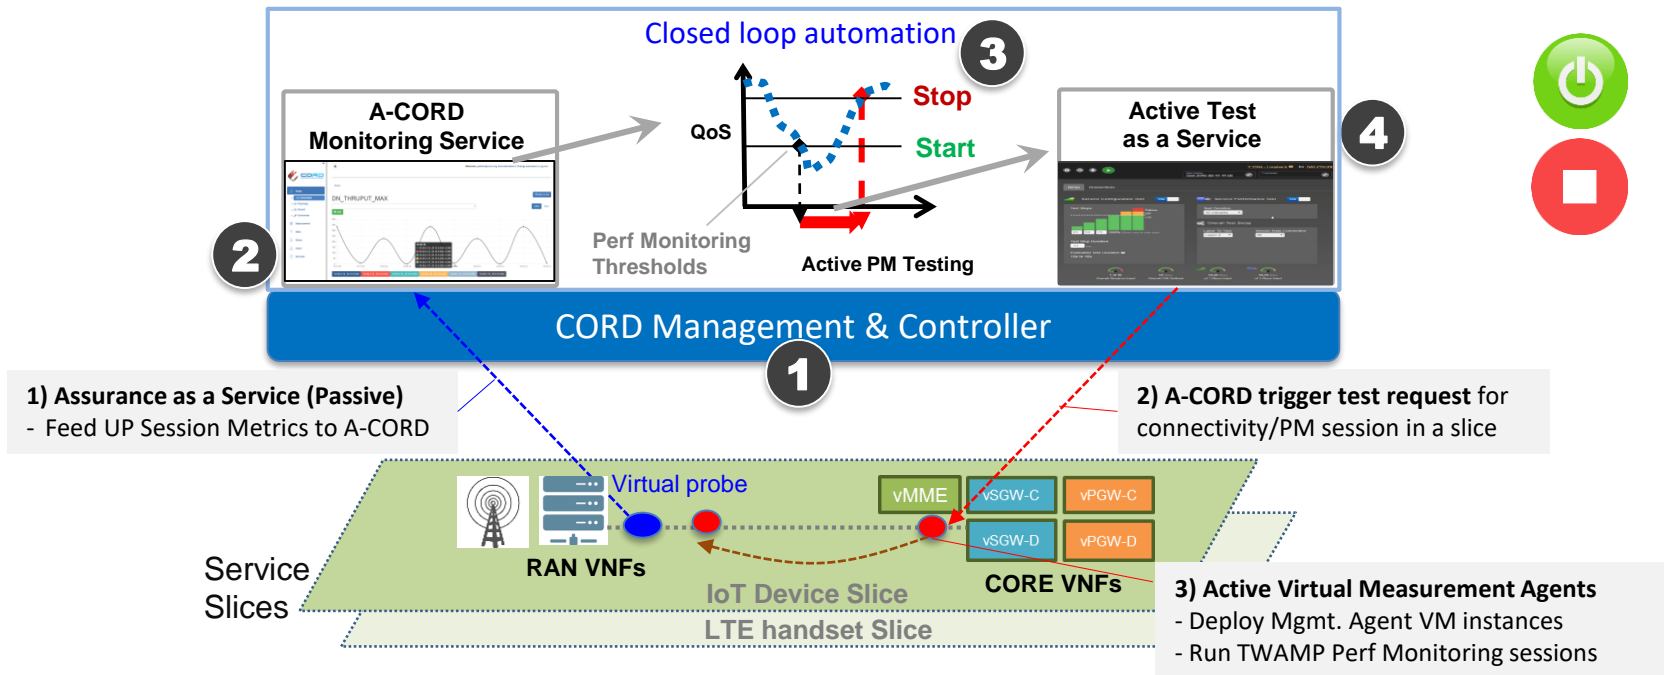 Closed loop automation
3
A-CORD
Monitoring Service
CORD
DN_THRUPUT_MAX
2
QoS
Stop
Start
Perf Monitoring
Thresholds
Active PM Testing
Active Test
as a Service
4
CORD Management & Controller
1
1) Assurance as a Service (Passive)
- Feed UP Session Metrics to A-CORD
2) A-CORD trigger test request for
connectivity/PM session in a slice
Virtual probe
vMME
vSGW-C
vPGW-C
vSGW-D
vPGW-D
RAN VNFs
CORE VNFs
IoT Device Slice
LTE handset Slice
Service
Slices
3) Active Virtual Measurement Agents
- Deploy Mgmt. Agent VM instances
- Run TWAMP Perf Monitoring sessions